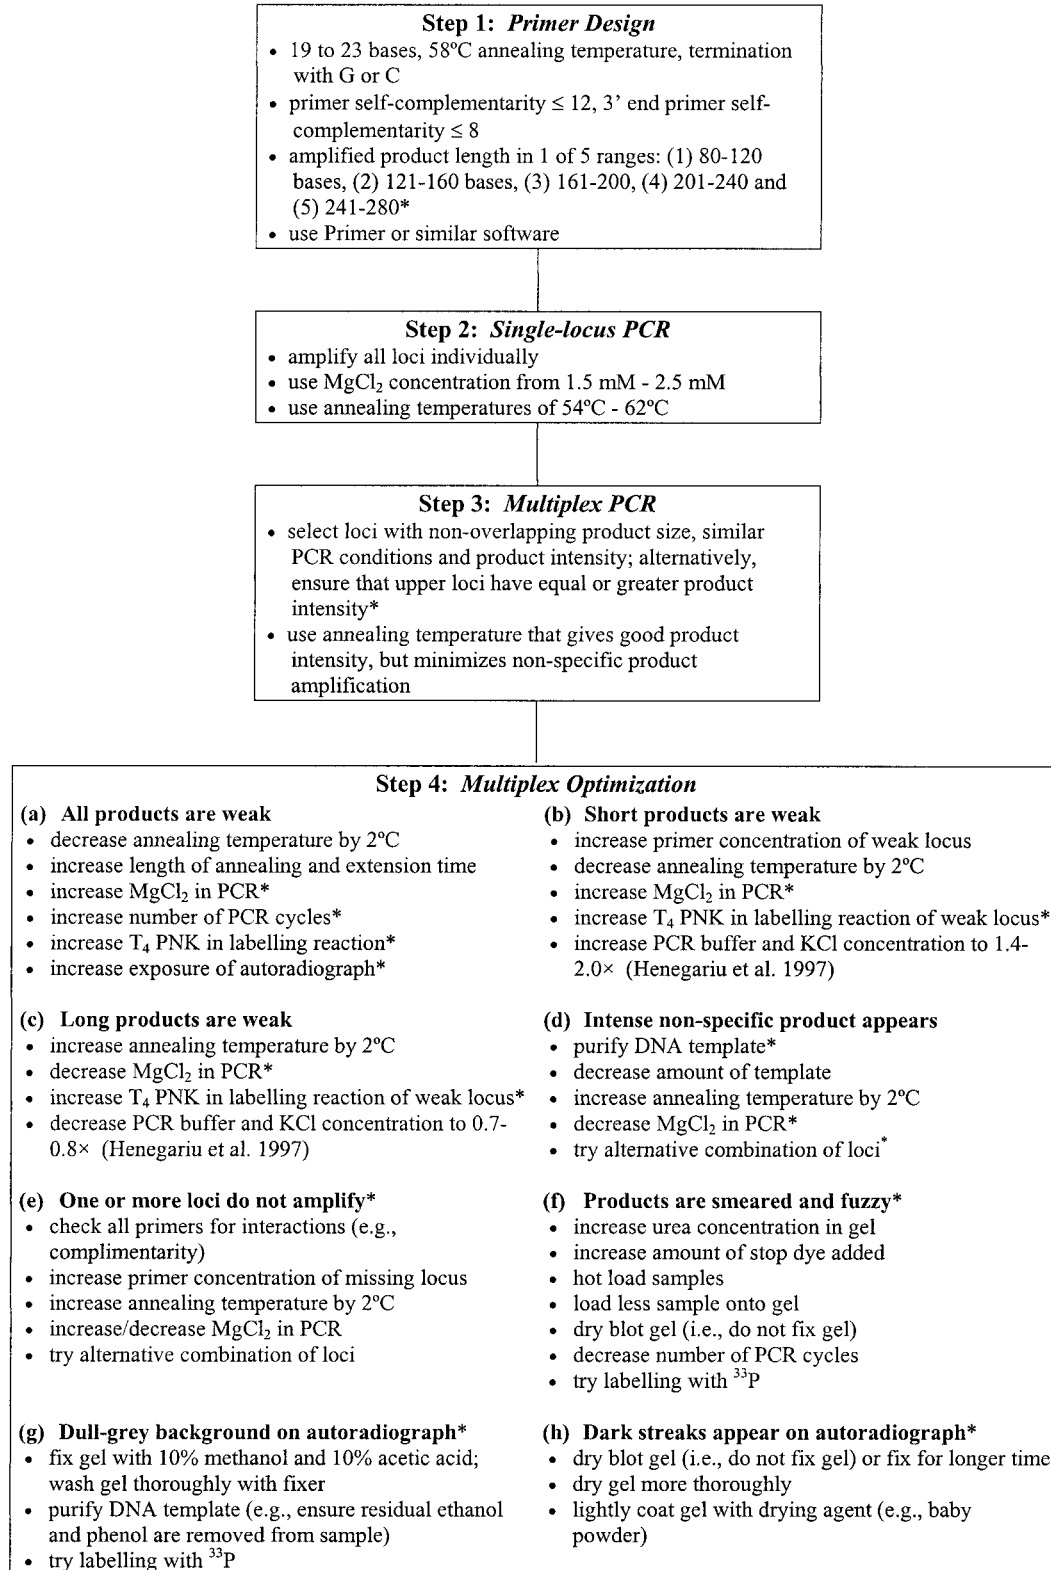 Step 1: Primer Design
• 19 to 23 bases, 58ºC annealing temperature, termination
with G or C
• primer self-complementarity ≤ 12, 3’ end primer self-
complementarity ≤ 8
• amplified product length in 1 of 5 ranges: (1) 80-120
bases, (2) 121-160 bases, (3) 161-200, (4) 201-240 and
(5) 241-280*
• use Primer or similar software
Step 2: Single-locus PCR
• amplify all loci individually
• use MgCl₂ concentration from 1.5 mM - 2.5 mM
• use annealing temperatures of 54ºC - 62ºC
Step 3: Multiplex PCR
• select loci with non-overlapping product size, similar
PCR conditions and product intensity; alternatively,
ensure that upper loci have equal or greater product
intensity*
• use annealing temperature that gives good product
intensity, but minimizes non-specific product
amplification
Step 4: Multiplex Optimization
(a) All products are weak
• decrease annealing temperature by 2ºC
• increase length of annealing and extension time
• increase MgCl₂ in PCR*
• increase number of PCR cycles*
• increase T₄ PNK in labelling reaction*
• increase exposure of autoradiograph*
(b) Short products are weak
• increase primer concentration of weak locus
• decrease annealing temperature by 2ºC
• increase MgCl₂ in PCR*
• increase T₄ PNK in labelling reaction of weak locus*
• increase PCR buffer and KCl concentration to 1.4-
2.0× (Henegariu et al. 1997)
(c) Long products are weak
• increase annealing temperature by 2ºC
• decrease MgCl₂ in PCR*
• increase T₄ PNK in labelling reaction of weak locus*
• decrease PCR buffer and KCl concentration to 0.7-
0.8× (Henegariu et al. 1997)
(d) Intense non-specific product appears
• purify DNA template*
• decrease amount of template
• increase annealing temperature by 2ºC
• decrease MgCl₂ in PCR*
• try alternative combination of loci*
(e) One or more loci do not amplify*
• check all primers for interactions (e.g.,
complimentarity)
• increase primer concentration of missing locus
• increase annealing temperature by 2ºC
• increase/decrease MgCl₂ in PCR
• try alternative combination of loci
(f) Products are smeared and fuzzy*
• increase urea concentration in gel
• increase amount of stop dye added
• hot load samples
• load less sample onto gel
• dry blot gel (i.e., do not fix gel)
• decrease number of PCR cycles
• try labelling with ³³P
(g) Dull-grey background on autoradiograph*
• fix gel with 10% methanol and 10% acetic acid;
wash gel thoroughly with fixer
• purify DNA template (e.g., ensure residual ethanol
and phenol are removed from sample)
• try labelling with ³³P
(h) Dark streaks appear on autoradiograph*
• dry blot gel (i.e., do not fix gel) or fix for longer time
• dry gel more thoroughly
• lightly coat gel with drying agent (e.g., baby
powder)